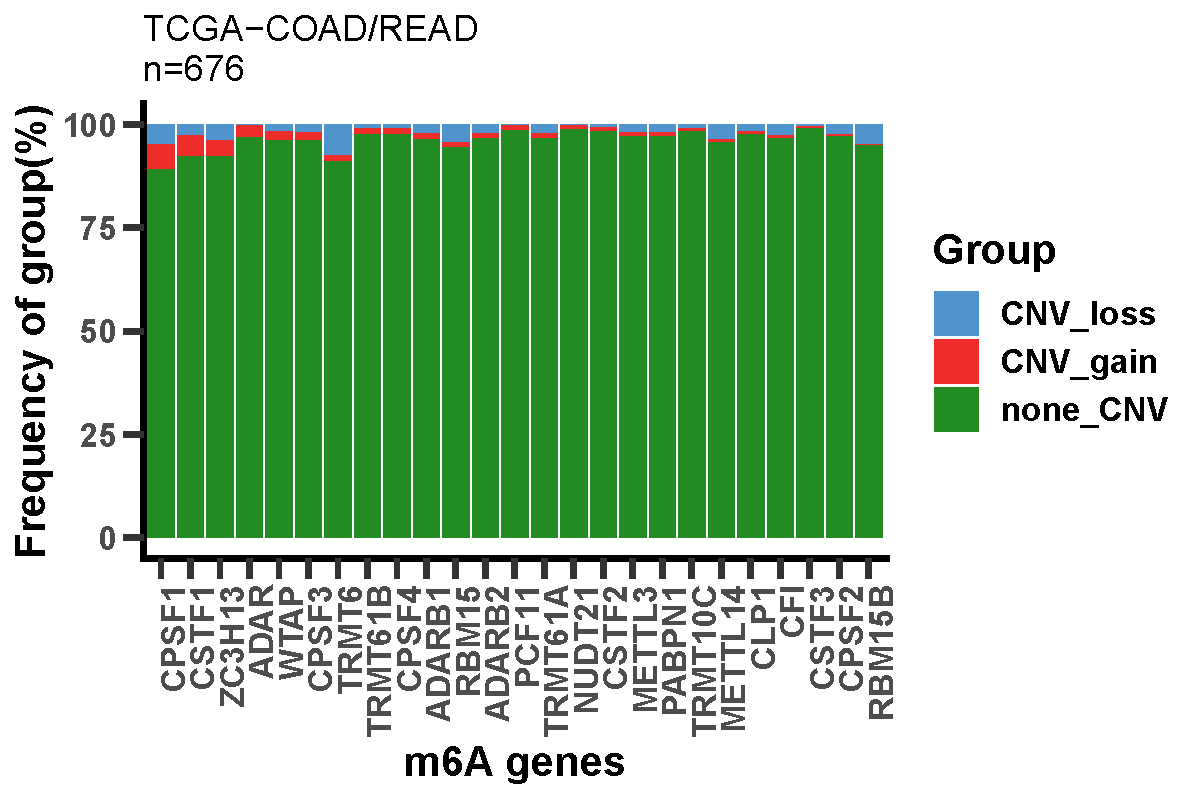 TCGA−COAD/READ
n=676
Frequency of group(%)
100
75
50
25
0
CPSF1
CSTF1
ZC3H13
ADAR
WTAP
CPSF3
TRMT6
TRMT61B
CPSF4
ADARB1
RBM15
ADARB2
PCF11
TRMT61A
NUDT21
CSTF2
METTL3
PABPN1
TRMT10C
METTL14
CLP1
CFI
CSTF3
CPSF2
RBM15B
m6A genes
Group
CNV_loss
CNV_gain
none_CNV